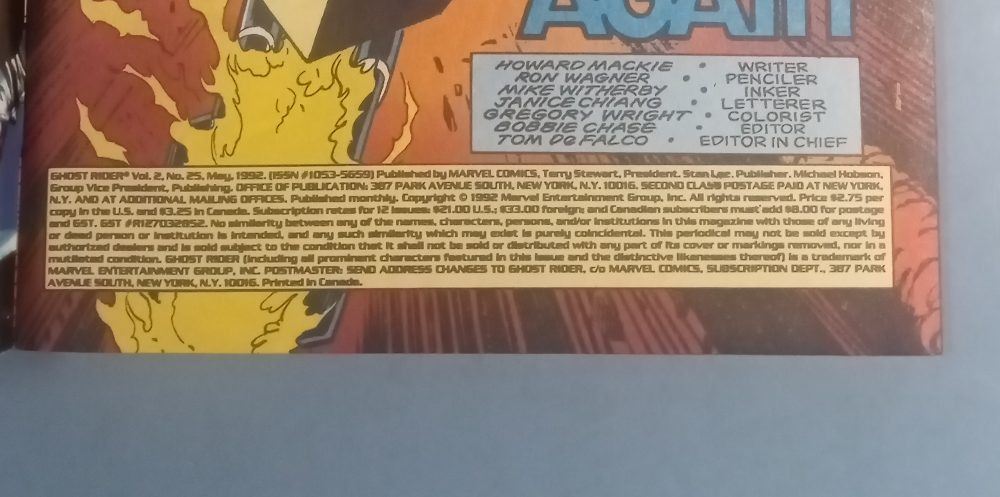 AGAIN
HOWARD MACKIE • WRITER
RON WAGNER • PENCILER
MIKE WITHERBY • INKER
JANICE CHIANG • LETTERER
GREGORY WRIGHT • COLORIST
BOBBIE CHASE • EDITOR
TOM DeFALCO • EDITOR IN CHIEF
GHOST RIDER® Vol. 2, No. 25, May, 1992. (ISSN #1053-5659) Published by MARVEL COMICS, Terry Stewart, President. Stan Lee, Publisher. Michael Hobson,
Group Vice President, Publishing. OFFICE OF PUBLICATION: 387 PARK AVENUE SOUTH, NEW YORK, N.Y. 10016. SECOND CLASS POSTAGE PAID AT NEW YORK,
N.Y. AND AT ADDITIONAL MAILING OFFICES. Published monthly. Copyright © 1992 Marvel Entertainment Group, Inc. All rights reserved. Price $2.75 per
copy in the U.S. and $3.25 in Canada. Subscription rates for 12 issues: $21.00 U.S.; $33.00 foreign; and Canadian subscribers must add $8.00 for postage
and GST. GST #R127032852. No similarity between any of the names, characters, persons, and/or institutions in this magazine with those of any living
or dead person or institution is intended, and any such similarity which may exist is purely coincidental. This periodical may not be sold except by
authorized dealers and is sold subject to the condition that it shall not be sold or distributed with any part of its cover or markings removed, nor in a
mutilated condition. GHOST RIDER (including all prominent characters featured in this issue and the distinctive likenesses thereof) is a trademark of
MARVEL ENTERTAINMENT GROUP, INC. POSTMASTER: SEND ADDRESS CHANGES TO GHOST RIDER, c/o MARVEL COMICS, SUBSCRIPTION DEPT., 387 PARK
AVENUE SOUTH, NEW YORK, N.Y. 10016. Printed in Canada.